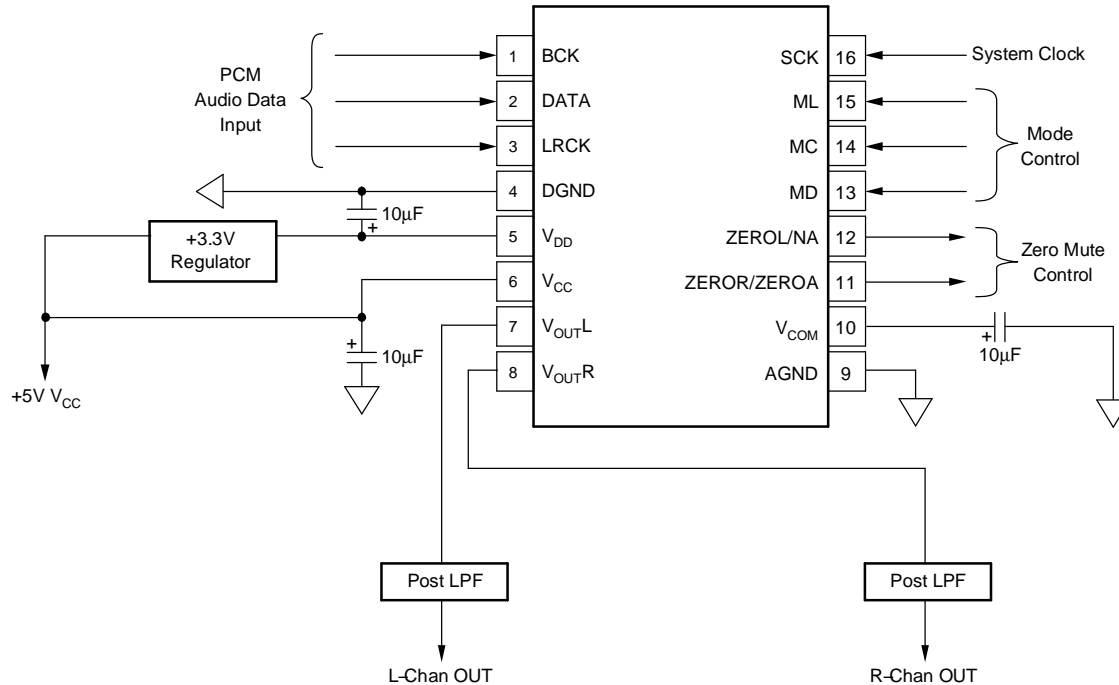 PCM
Audio Data
Input
1
2
3
4
5
6
7
8
BCK
DATA
LRCK
DGND
VDD
VCC
VOUTL
VOUTR
SCK
ML
MC
MD
ZEROL/NA
ZEROR/ZEROA
VCOM
AGND
16
15
14
13
12
11
10
9
System Clock
Mode
Control
Zero Mute
Control
10μF
+
+3.3V
Regulator
+
10μF
+5V VCC
+
10μF
Post LPF
Post LPF
L–Chan OUT
R–Chan OUT